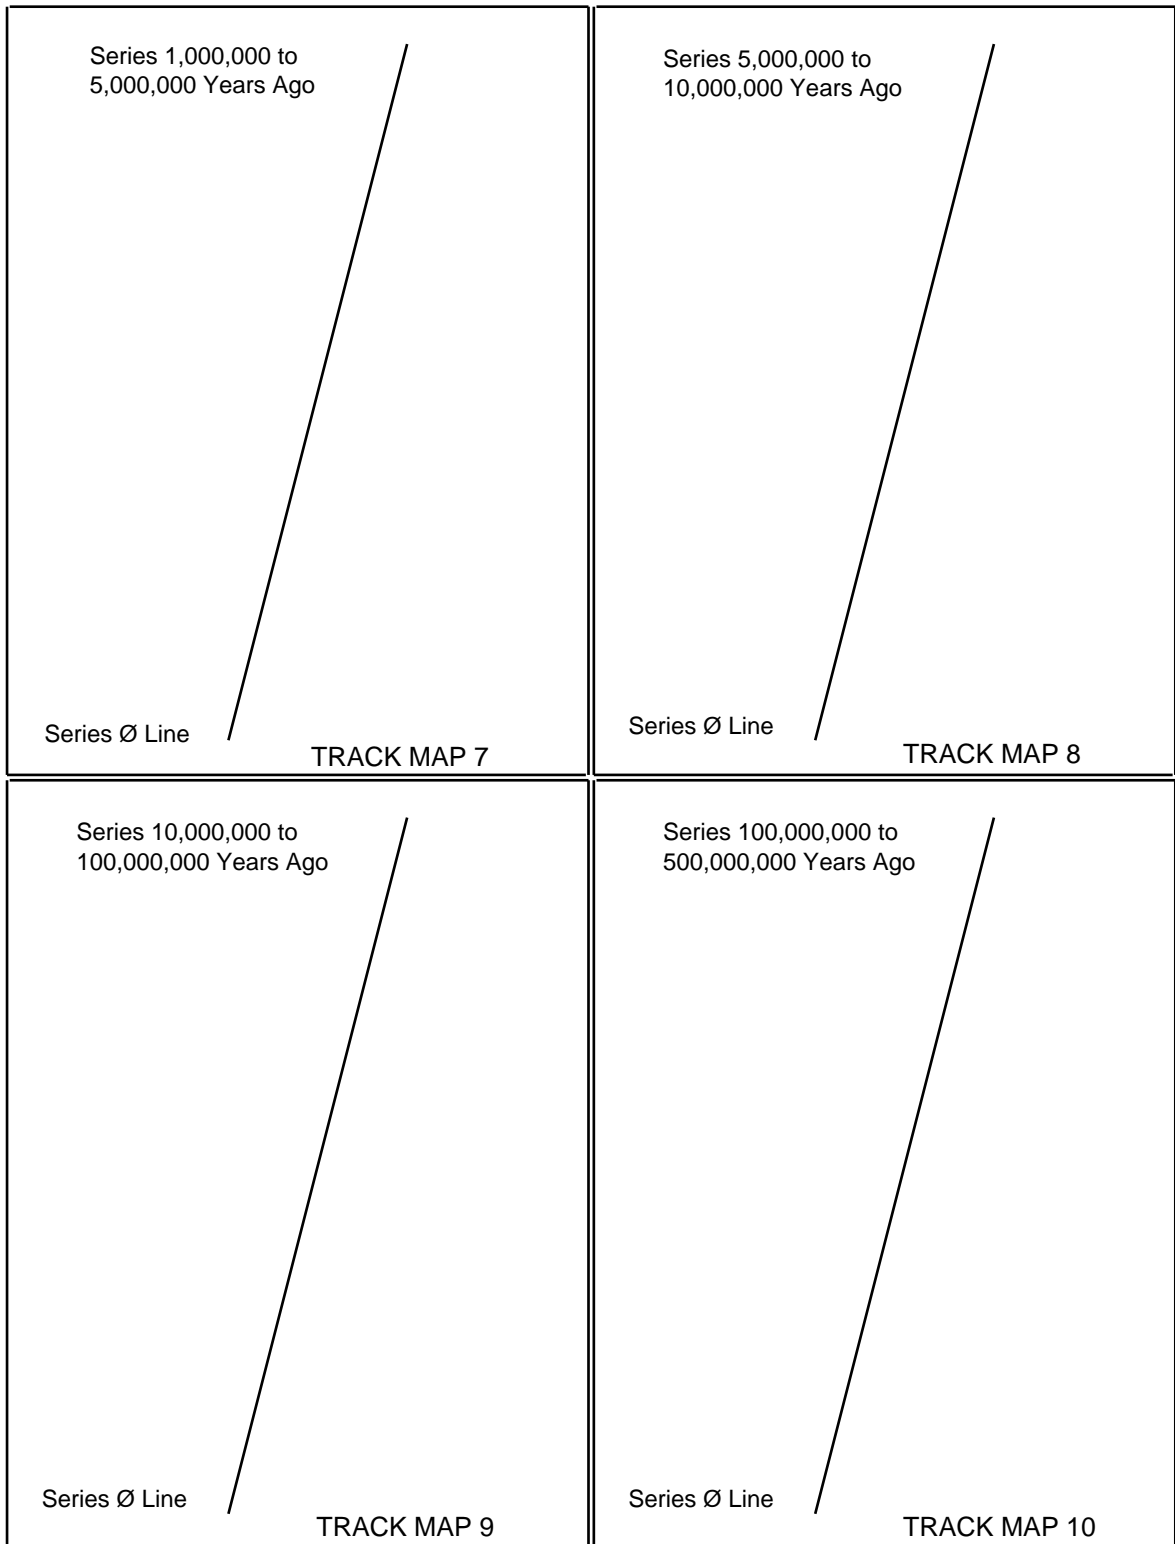 Series 1,000,000 to
5,000,000 Years Ago
Series Ø Line
TRACK MAP 7
Series 5,000,000 to
10,000,000 Years Ago
Series Ø Line
TRACK MAP 8
Series 10,000,000 to
100,000,000 Years Ago
Series Ø Line
TRACK MAP 9
Series 100,000,000 to
500,000,000 Years Ago
Series Ø Line
TRACK MAP 10